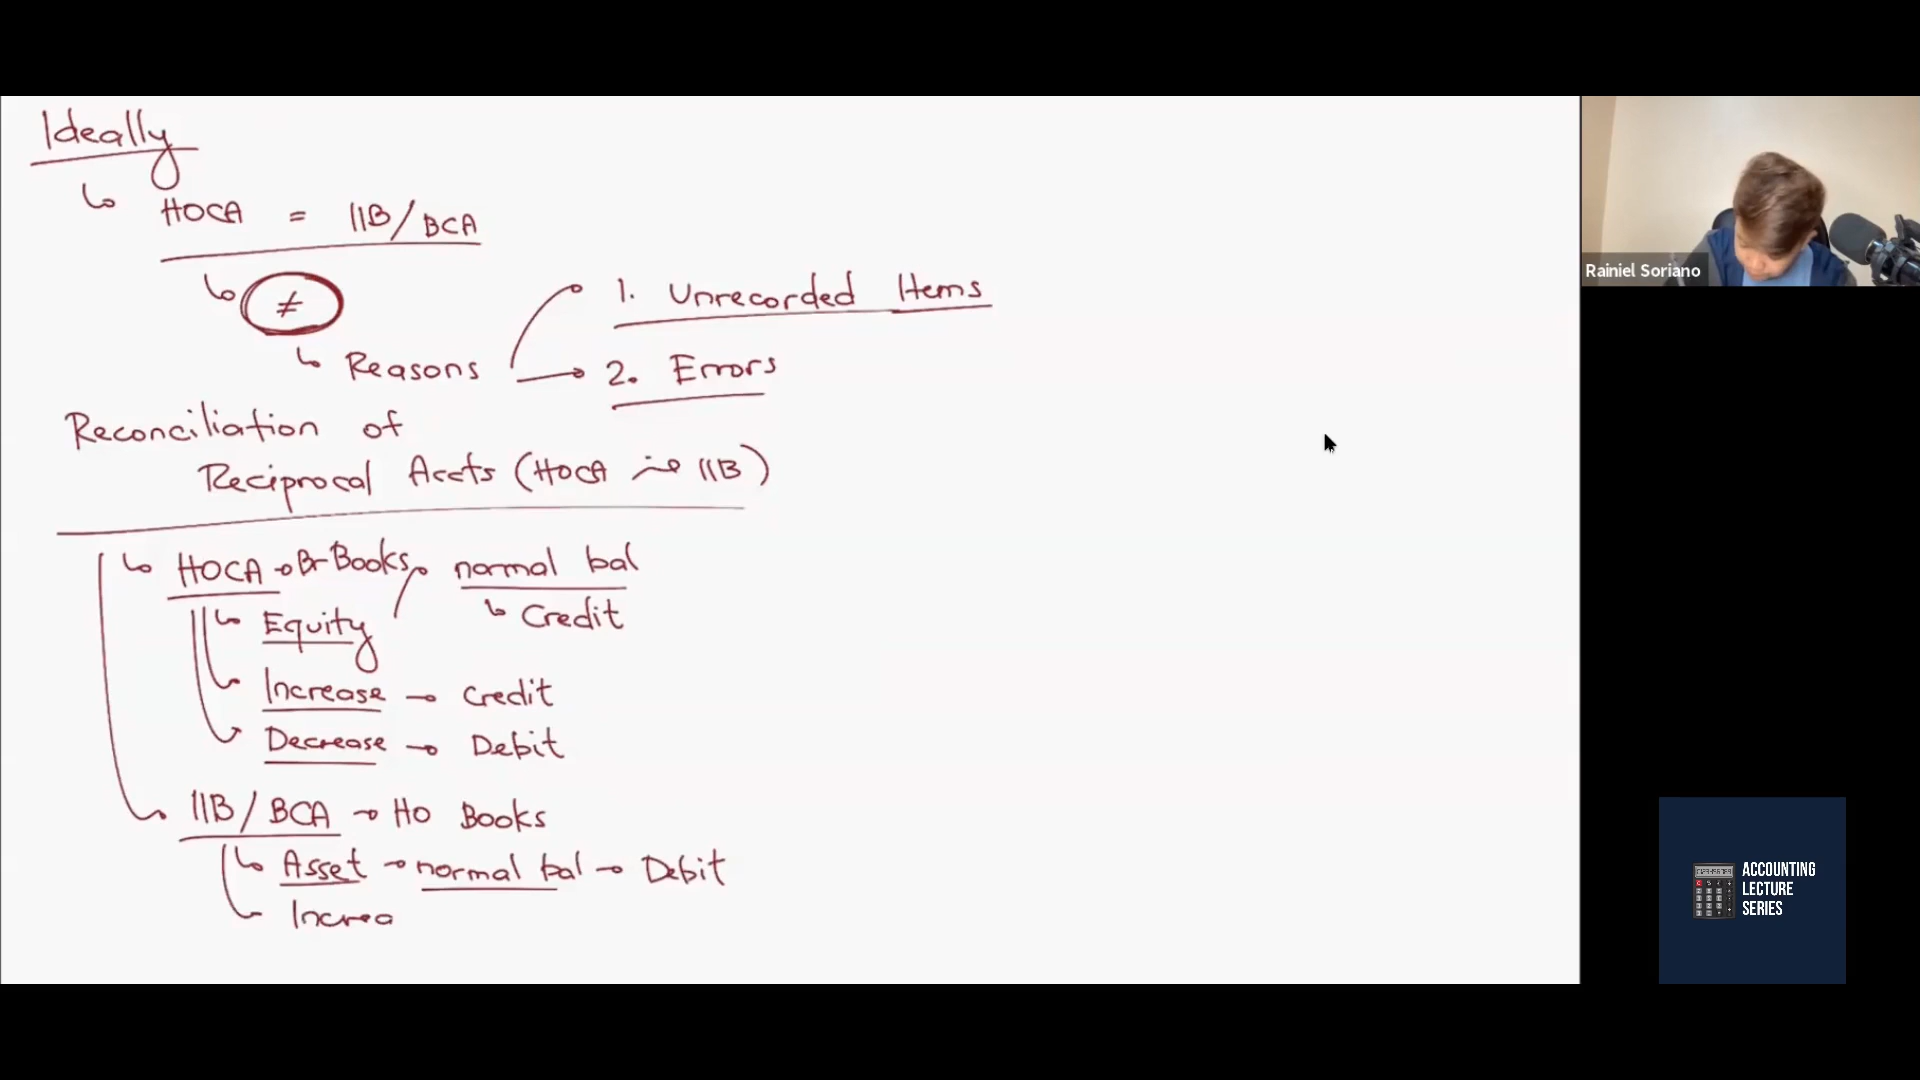 Ideally
↳ HOCA = IIB/BCA
↳ ≠
1. Unrecorded Items
↳ Reasons → 2. Errors
Reconciliation of
Reciprocal Accts (HOCA → IIB)
↳ HOCA → Br Books → normal bal
↳ Equity ↳ Credit
Increase → Credit
Decrease → Debit
IIB/BCA → HO Books
↳ Asset → normal bal → Debit
Increa
Rainiel Soriano
ACCOUNTING
LECTURE
SERIES